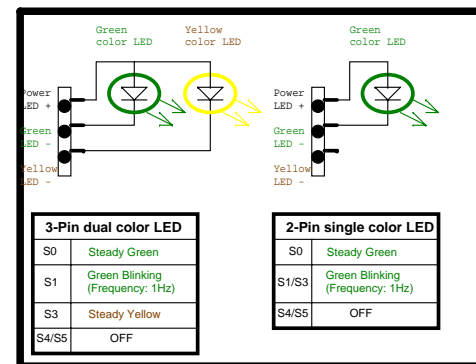 Green
color LED
Yellow
color LED
Power
LED +
Green
LED -
Yellow
LED -
Green
color LED
Power
LED +
Green
LED -
Yellow
LED -
3-Pin dual color LED
S0 Steady Green
S1 Green Blinking
(Frequency: 1Hz)
S3 Steady Yellow
S4/S5 OFF
2-Pin single color LED
S0 Steady Green
S1/S3 Green Blinking
(Frequency: 1Hz)
S4/S5 OFF